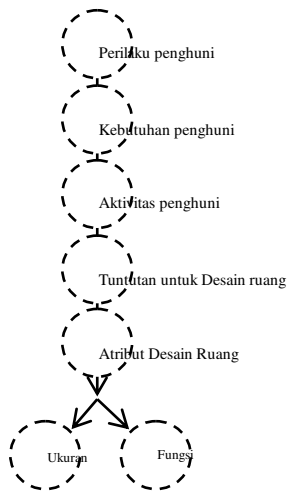 Perilaku penghuni
Kebutuhan penghuni
Aktivitas penghuni
Tuntutan untuk Desain ruang
Atribut Desain Ruang
Ukuran
Fungsi